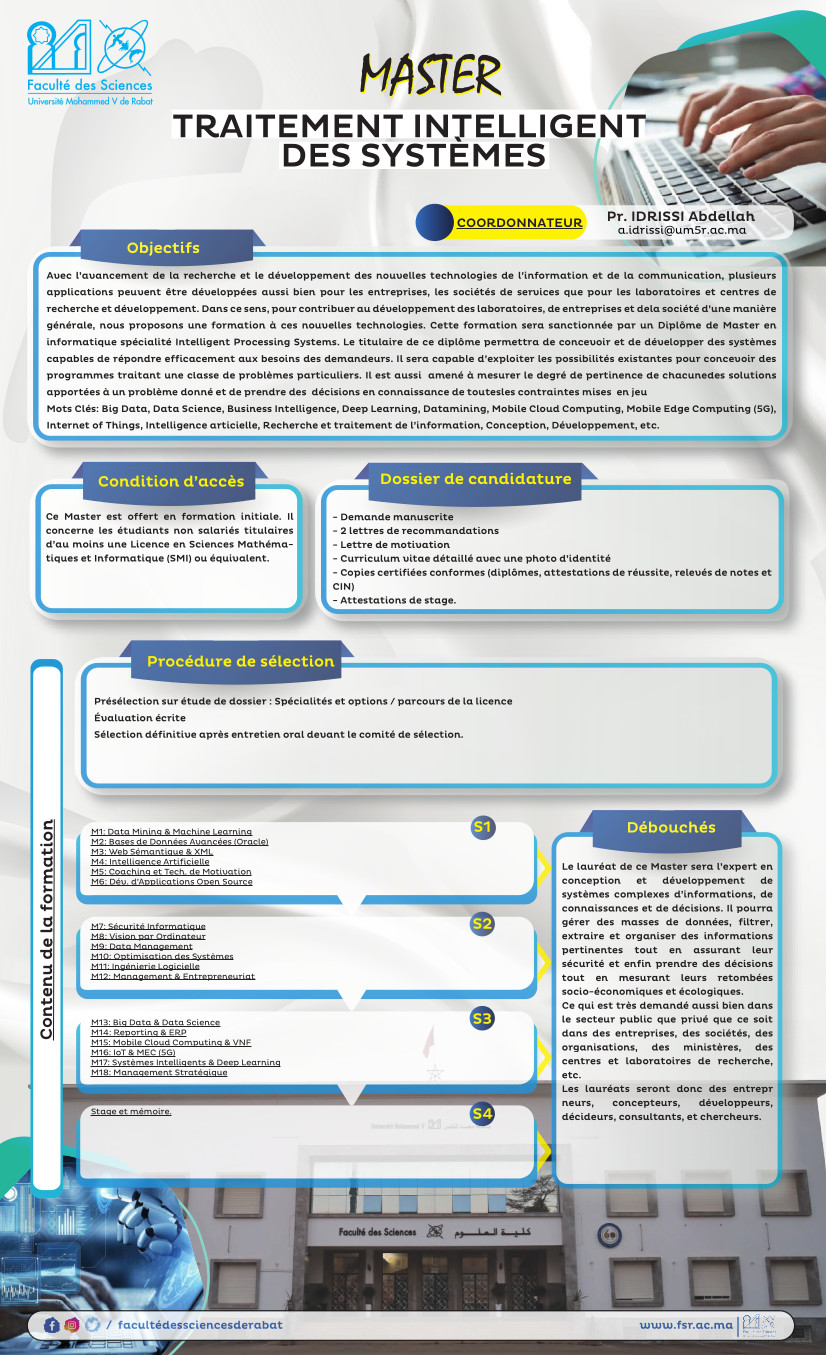 Faculté des Sciences
Université Mohammed V de Rabat
MASTER
TRAITEMENT INTELLIGENT
DES SYSTÈMES
COORDONNATEUR
Pr. IDRISSI Abdellah
a.idrissi@um5r.ac.ma
Objectifs
Avec l'avancement de la recherche et le développement des nouvelles technologies de l'information et de la communication, plusieurs
applications peuvent être développées aussi bien pour les entreprises, les sociétés de services que pour les laboratoires et centres de
recherche et développement. Dans ce sens, pour contribuer au développement des laboratoires, de entreprises et dela société d'une manière
générale, nous proposons une formation à ces nouvelles technologies. Cette formation sera sanctionnée par un Diplôme de Master en
informatique spécialité Intelligent Processing Systems. Le titulaire de ce diplôme permettra de concevoir et de développer des systèmes
capables de répondre efficacement aux besoins des demandeurs. Il sera capable d'exploiter les possibilités existantes pour concevoir des
programmes traitant une classe de problèmes particuliers. Il est aussi amené à mesurer le degré de pertinence de chacunedes solutions
apportées à un problème donné et de prendre des décisions en connaissance de toutesles contraintes mises en jeu
Mots Clés: Big Data, Data Science, Business Intelligence, Deep Learning, Datamining, Mobile Cloud Computing, Mobile Edge Computing (5G),
Internet of Things, Intelligence articielle, Recherche et traitement de l'information, Conception, Développement, etc.
Condition d'accès
Ce Master est offert en formation initiale. Il
concerne les étudiants non salariés titulaires
d'au moins une Licence en Sciences Mathéma-
tiques et Informatique (SMI) ou équivalent.
Dossier de candidature
- Demande manuscrite
- 2 lettres de recommandations
- Lettre de motivation
- Curriculum vitae détaillé avec une photo d'identité
- Copies certifiées conformes (diplômes, attestations de réussite, relevés de notes et
CIN)
- Attestations de stage.
Procédure de sélection
Présélection sur étude de dossier : Spécialités et options / parcours de la licence
Évaluation écrite
Sélection définitive après entretien oral devant le comité de sélection.
Contenu de la formation
S1
M1: Data Mining & Machine Learning
M2: Bases de Données Avancées (Oracle)
M3: Web Sémantique & XML
M4: Intelligence Artificielle
M5: Coaching et Tech. de Motivation
M6: Dév. d'Applications Open Source
S2
M7: Sécurité Informatique
M8: Vision par Ordinateur
M9: Data Management
M10: Optimisation des Systèmes
M11: Ingénierie Logicielle
M12: Management & Entrepreneuriat
S3
M13: Big Data & Data Science
M14: Reporting & ERP
M15: Mobile Cloud Computing & VNF
M16: IoT & MEC (5G)
M17: Systèmes Intelligents & Deep Learning
M18: Management Stratégique
S4
Stage et mémoire.
Débouchés
Le lauréat de ce Master sera l'expert en
conception et développement de
systèmes complexes d'informations, de
connaissances et de décisions. Il pourra
gérer des masses de données, filtrer,
extraire et organiser des informations
pertinentes tout en assurant leur
sécurité et enfin prendre des décisions
tout en mesurant leurs retombées
socio-économiques et écologiques.
Ce qui est très demandé aussi bien dans
le secteur public que privé que ce soit
dans des entreprises, des sociétés, des
organisations, des ministères, des
centres et laboratoires de recherche,
etc.
Les lauréats seront donc des entrepr
neurs, concepteurs, développeurs,
décideurs, consultants, et chercheurs.
Faculté des Sciences كلية العلوم
/ facultédessciencesderabat
www.fsr.ac.ma